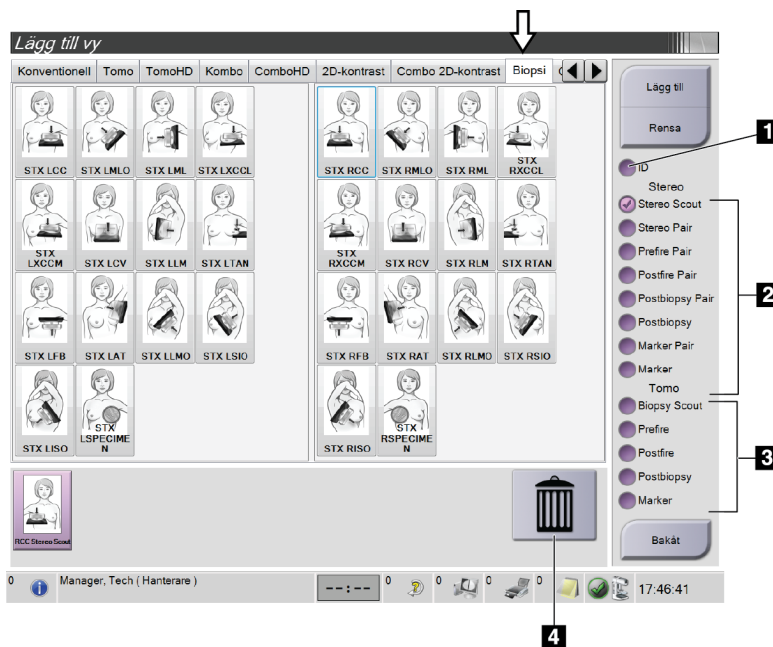 Lägg till vy
Konventionell Tomo TomoHD Kombo ComboHD 2D-kontrast Combo 2D-kontrast Biopsi
STX LCC STX LMLO STX LML STX LXCCL
STX LXCCM STX LCV STX LLM STX LTAN
STX LFB STX LAT STX LLMO STX LSIO
STX LISO STX LSPECIMEN
STX RCC STX RMLO STX RML STX RXCCL
STX RXCCM STX RCV STX RLM STX RTAN
STX RFB STX RAT STX RLMO STX RSIO
STX RISO STX RSPECIMEN
Lägg till
Rensa
1
ID
Stereo
Stereo Scout
Stereo Pair
Prefire Pair
Postfire Pair
Postbiopsy Pair
Postbiopsy
Marker Pair
Marker
2
Tomo
Biopsy Scout
Prefire
Postfire
Postbiopsy
Marker
3
Bakåt
RCC Stereo Scout
4
0 Manager, Tech ( Hanterare ) --:-- 0 0 0 0 17:46:41